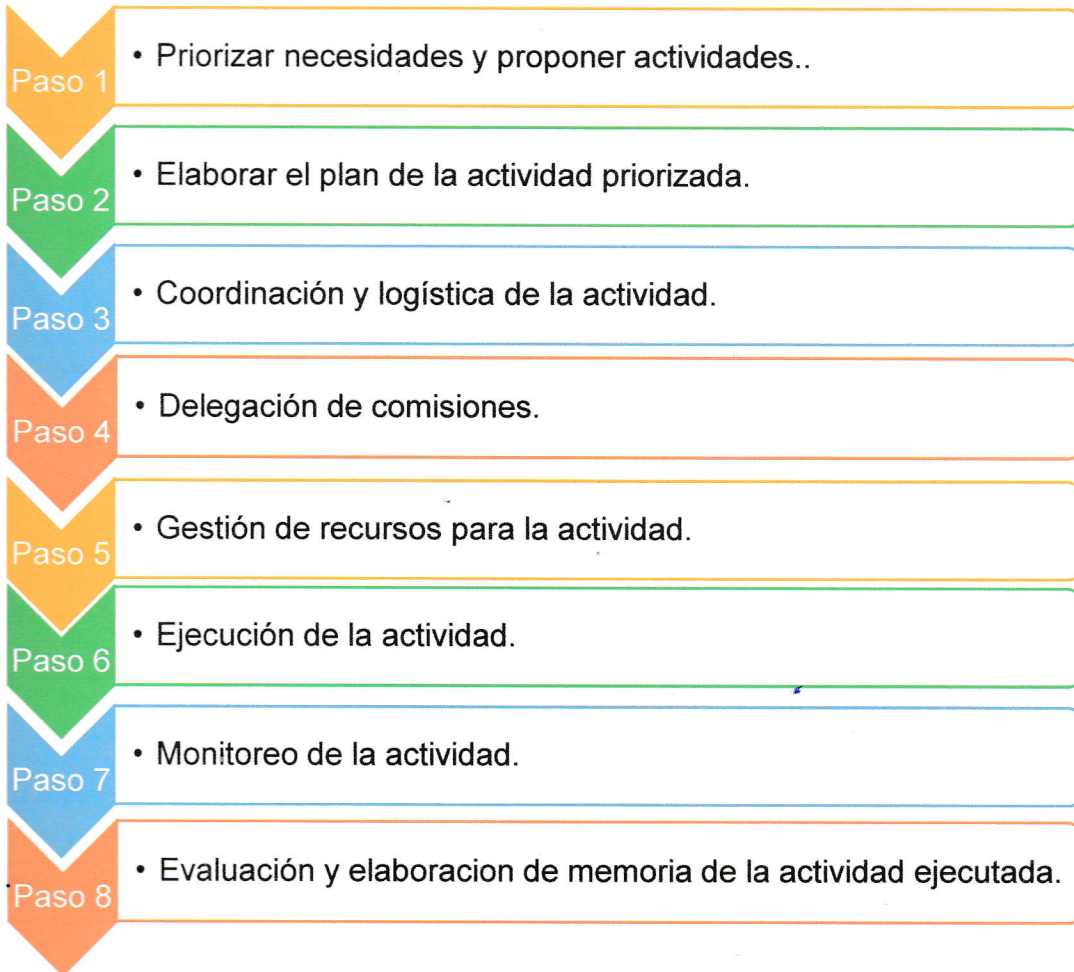 Paso 1
• Priorizar necesidades y proponer actividades..
Paso 2
• Elaborar el plan de la actividad priorizada.
Paso 3
• Coordinación y logística de la actividad.
Paso 4
• Delegación de comisiones.
Paso 5
• Gestión de recursos para la actividad.
Paso 6
• Ejecución de la actividad.
Paso 7
• Monitoreo de la actividad.
Paso 8
• Evaluación y elaboracion de memoria de la actividad ejecutada.